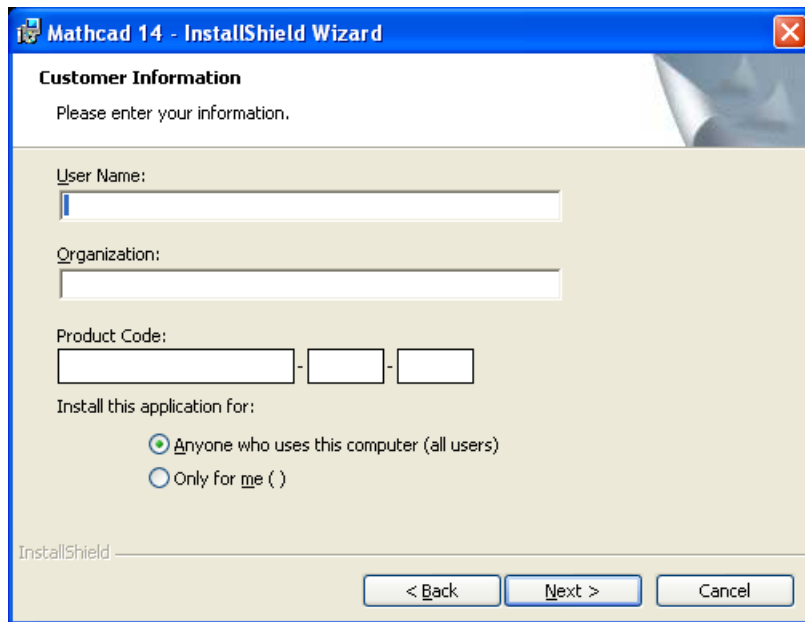 Mathcad 14 - InstallShield Wizard
Customer Information
Please enter your information.
User Name:
Organization:
Product Code:
- -
Install this application for:
Anyone who uses this computer (all users)
Only for me ( )
InstallShield
< Back Next > Cancel